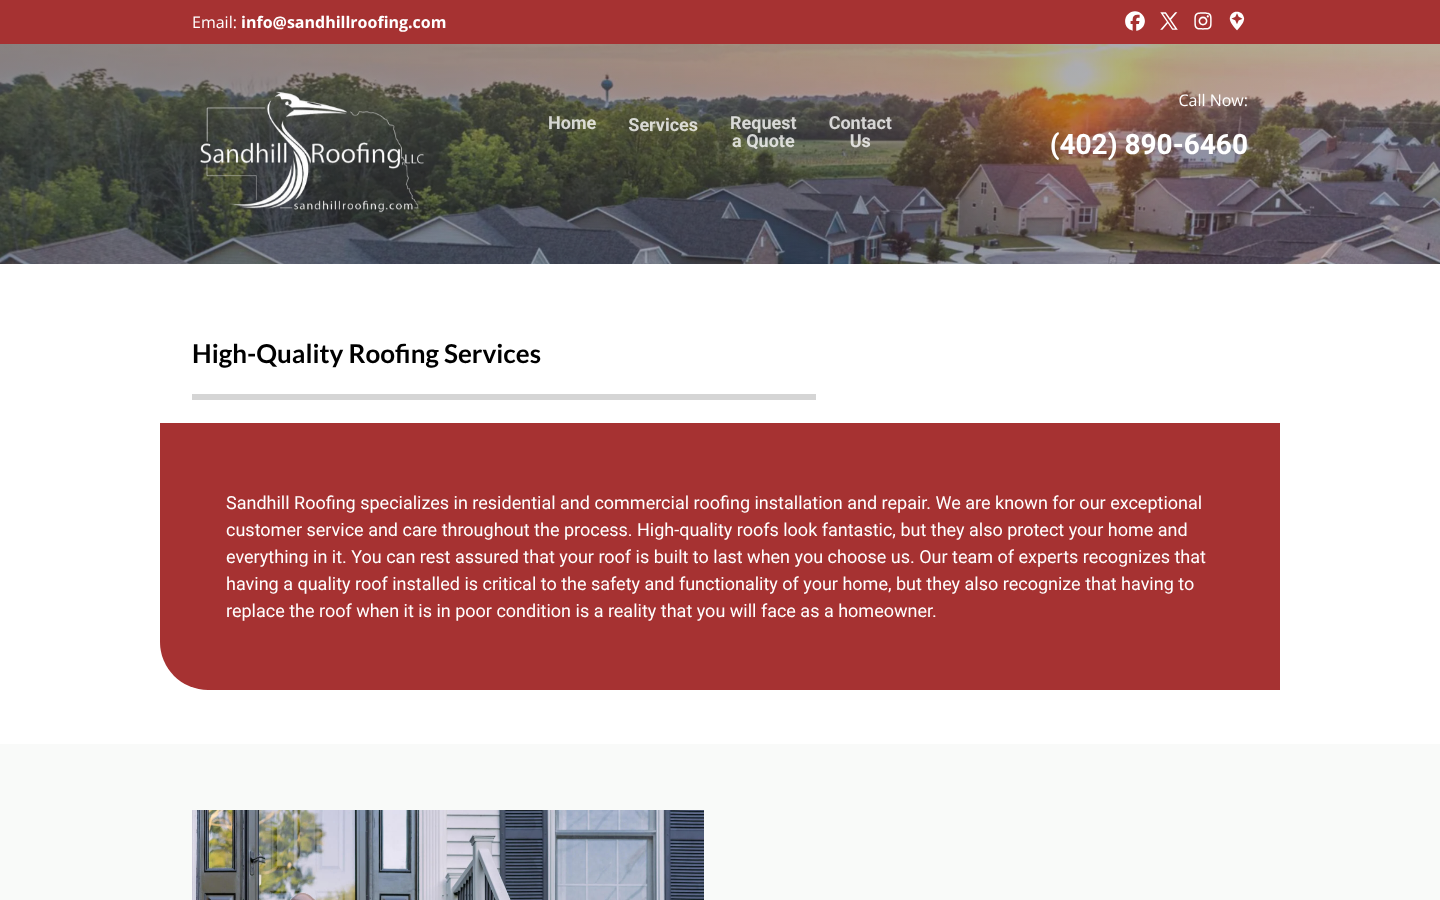 Email: info@sandhillroofing.com
Sandhill Roofing LLC
sandhillroofing.com
Home
Services
Request
a Quote
Contact
Us
Call Now:
(402) 890-6460
High-Quality Roofing Services
Sandhill Roofing specializes in residential and commercial roofing installation and repair. We are known for our exceptional
customer service and care throughout the process. High-quality roofs look fantastic, but they also protect your home and
everything in it. You can rest assured that your roof is built to last when you choose us. Our team of experts recognizes that
having a quality roof installed is critical to the safety and functionality of your home, but they also recognize that having to
replace the roof when it is in poor condition is a reality that you will face as a homeowner.